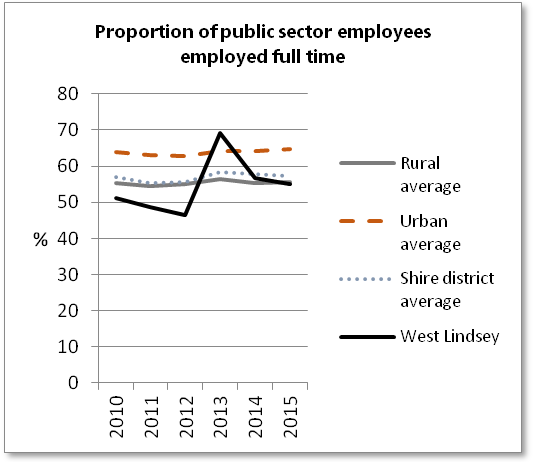 Proportion of public sector employees
employed full time
80
70
60
50
40
30
20
10
0
%
2010
2011
2012
2013
2014
2015
Rural
average
Urban
average
Shire district
average
West Lindsey